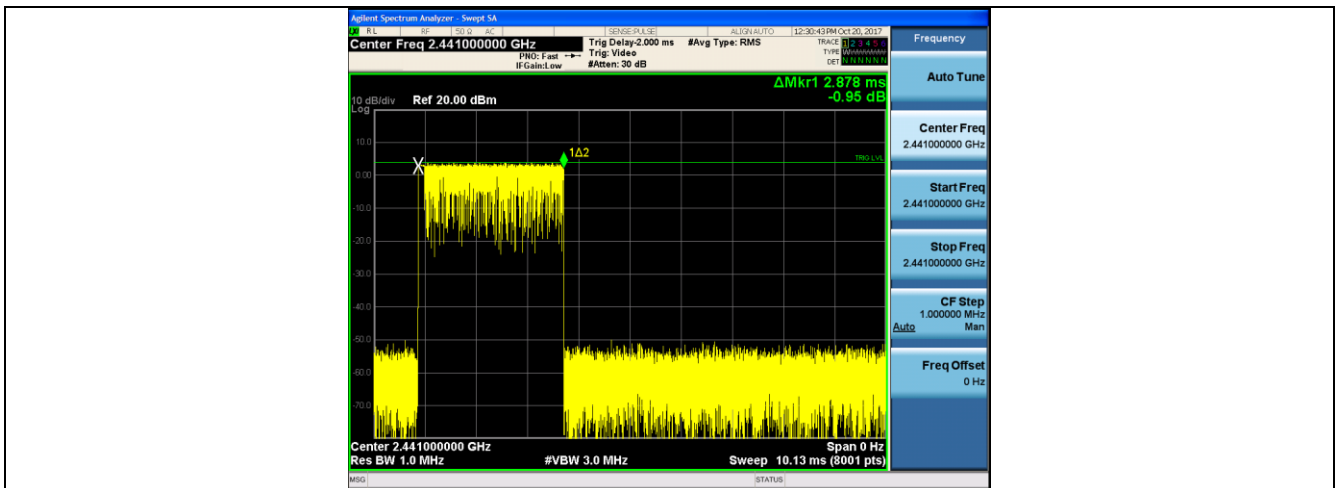 Agilent Spectrum Analyzer - Swept SA
RL RF 50 Ω AC SENSE:PULSE ALIGN AUTO 12:30:43 PM Oct 20, 2017
Center Freq 2.441000000 GHz
PNO: Fast
IFGain:Low
Trig Delay-2.000 ms
Trig: Video
#Atten: 30 dB
#Avg Type: RMS
TRACE 1 2 3 4 5 6
TYPE
DET N N N N N N
ΔMkr1 2.878 ms
-0.95 dB
10 dB/div Ref 20.00 dBm
Log
10.0
0.00
-10.0
-20.0
-30.0
-40.0
-50.0
-60.0
-70.0
1Δ2
TRIG LVL
Center 2.441000000 GHz Span 0 Hz
Res BW 1.0 MHz #VBW 3.0 MHz Sweep 10.13 ms (8001 pts)
MSG STATUS
Frequency
Auto Tune
Center Freq
2.441000000 GHz
Start Freq
2.441000000 GHz
Stop Freq
2.441000000 GHz
CF Step
1.000000 MHz
Auto Man
Freq Offset
0 Hz